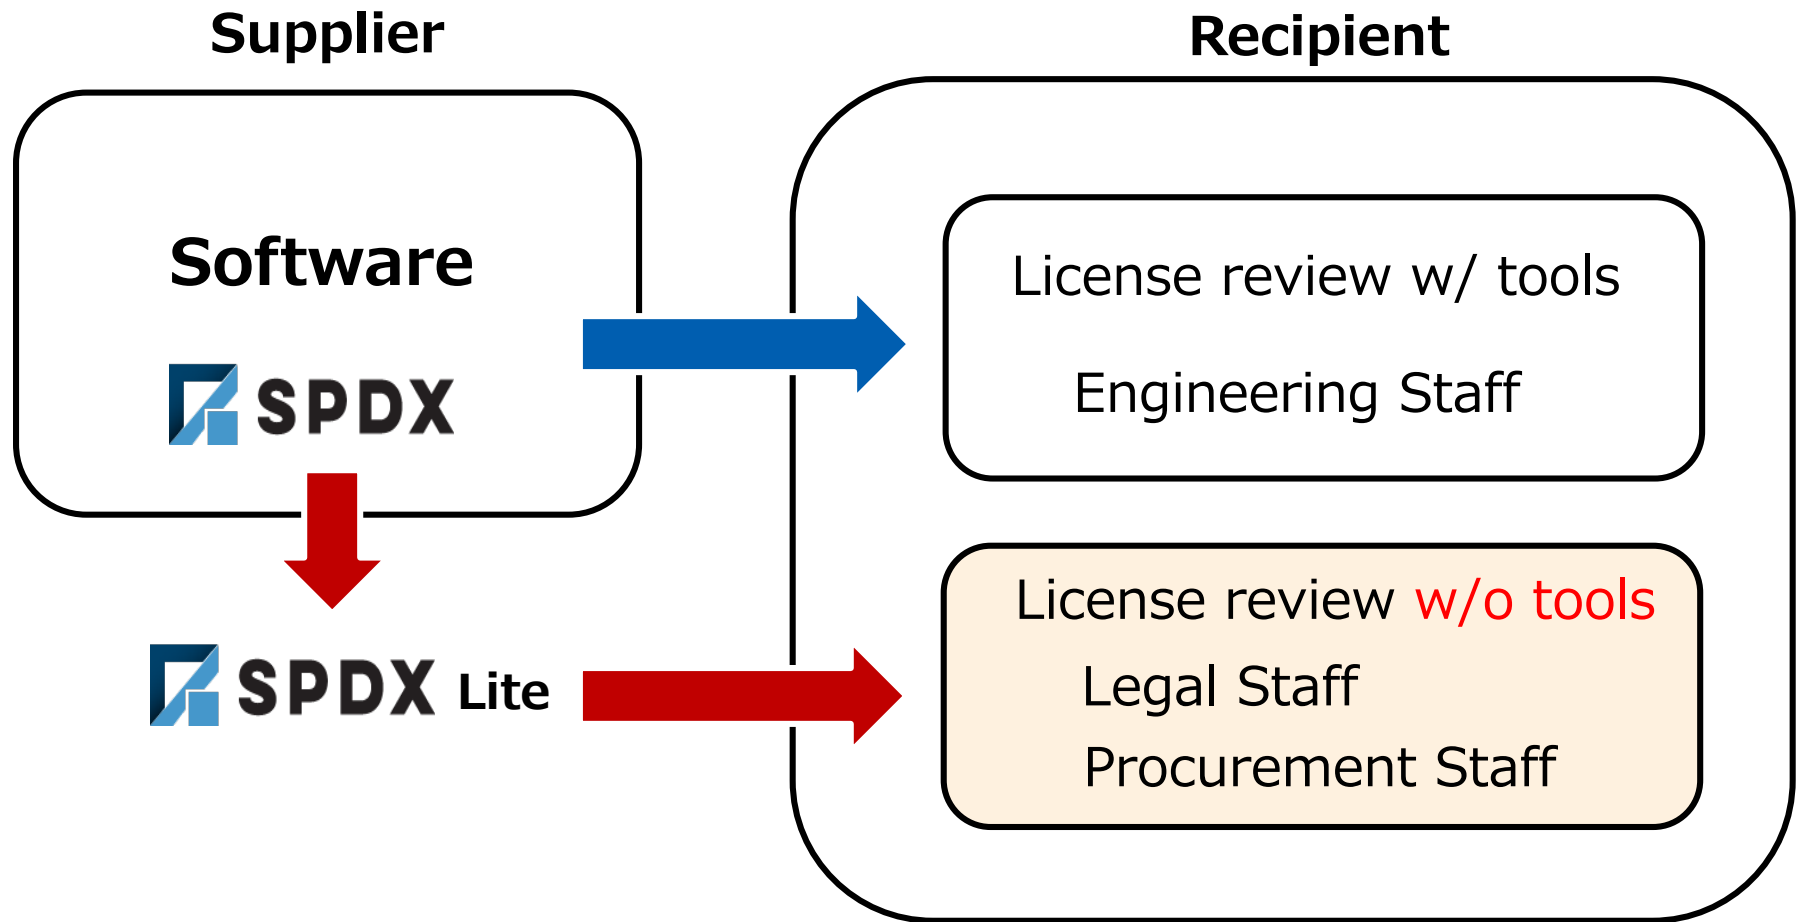 Supplier
Software
SPDX
SPDX Lite
Recipient
License review w/ tools
Engineering Staff
License review w/o tools
Legal Staff
Procurement Staff